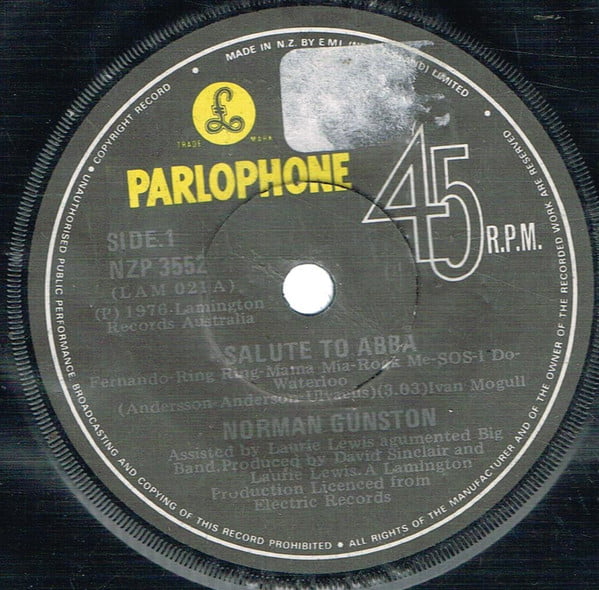 MADE IN N.Z. BY E M I (N LAND) LIMITED
UNAUTHORISED PUBLIC PERFORMANCE BROADCASTING AND COPYING OF THIS RECORD PROHIBITED • ALL RIGHTS OF THE MANUFACTURER AND OF THE OWNER OF THE RECORDED WORK ARE RESERVED •
• COPYRIGHT RECORD •
£
TRADE MARK
PARLOPHONE
45
R.P.M.
SIDE.1
NZP 3552
(LAM 021A)
(P) 1976-Lamington
Records Australia
SALUTE TO ABBA
Fernando-Ring Ring-Mama Mia-Rock Me-SOS-I Do-
Waterloo
(Andersson-Anderson Ulvaeus)(3.03)Ivan Mogull
NORMAN GUNSTON
Assisted by Laurie Lewis agumented Big
Band.Produced by David Sinclair and
Laurie Lewis.A Lamington
Production Licenced from
Electric Records